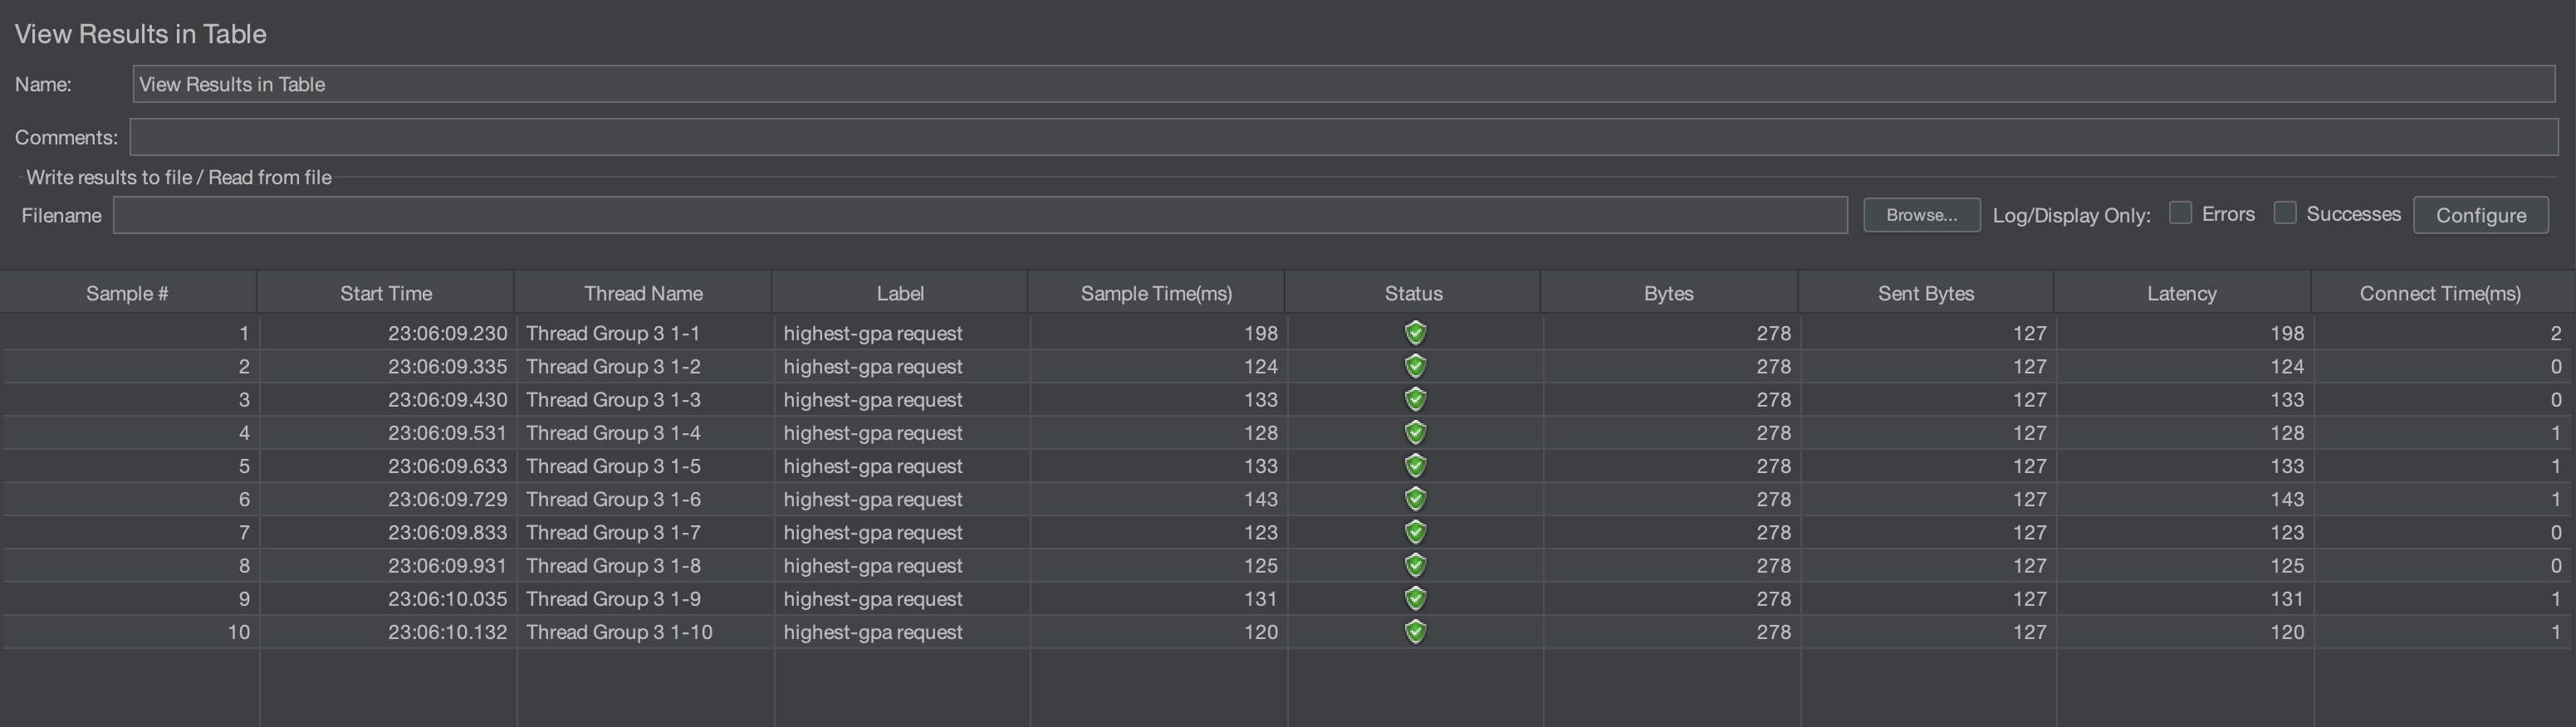 View Results in Table
Name: View Results in Table
Comments:
Write results to file / Read from file
Filename Browse... Log/Display Only: Errors Successes Configure
Sample # Start Time Thread Name Label Sample Time(ms) Status Bytes Sent Bytes Latency Connect Time(ms)
1 23:06:09.230 Thread Group 3 1-1 highest-gpa request 198 278 127 198 2
2 23:06:09.335 Thread Group 3 1-2 highest-gpa request 124 278 127 124 0
3 23:06:09.430 Thread Group 3 1-3 highest-gpa request 133 278 127 133 0
4 23:06:09.531 Thread Group 3 1-4 highest-gpa request 128 278 127 128 1
5 23:06:09.633 Thread Group 3 1-5 highest-gpa request 133 278 127 133 1
6 23:06:09.729 Thread Group 3 1-6 highest-gpa request 143 278 127 143 1
7 23:06:09.833 Thread Group 3 1-7 highest-gpa request 123 278 127 123 0
8 23:06:09.931 Thread Group 3 1-8 highest-gpa request 125 278 127 125 0
9 23:06:10.035 Thread Group 3 1-9 highest-gpa request 131 278 127 131 1
10 23:06:10.132 Thread Group 3 1-10 highest-gpa request 120 278 127 120 1